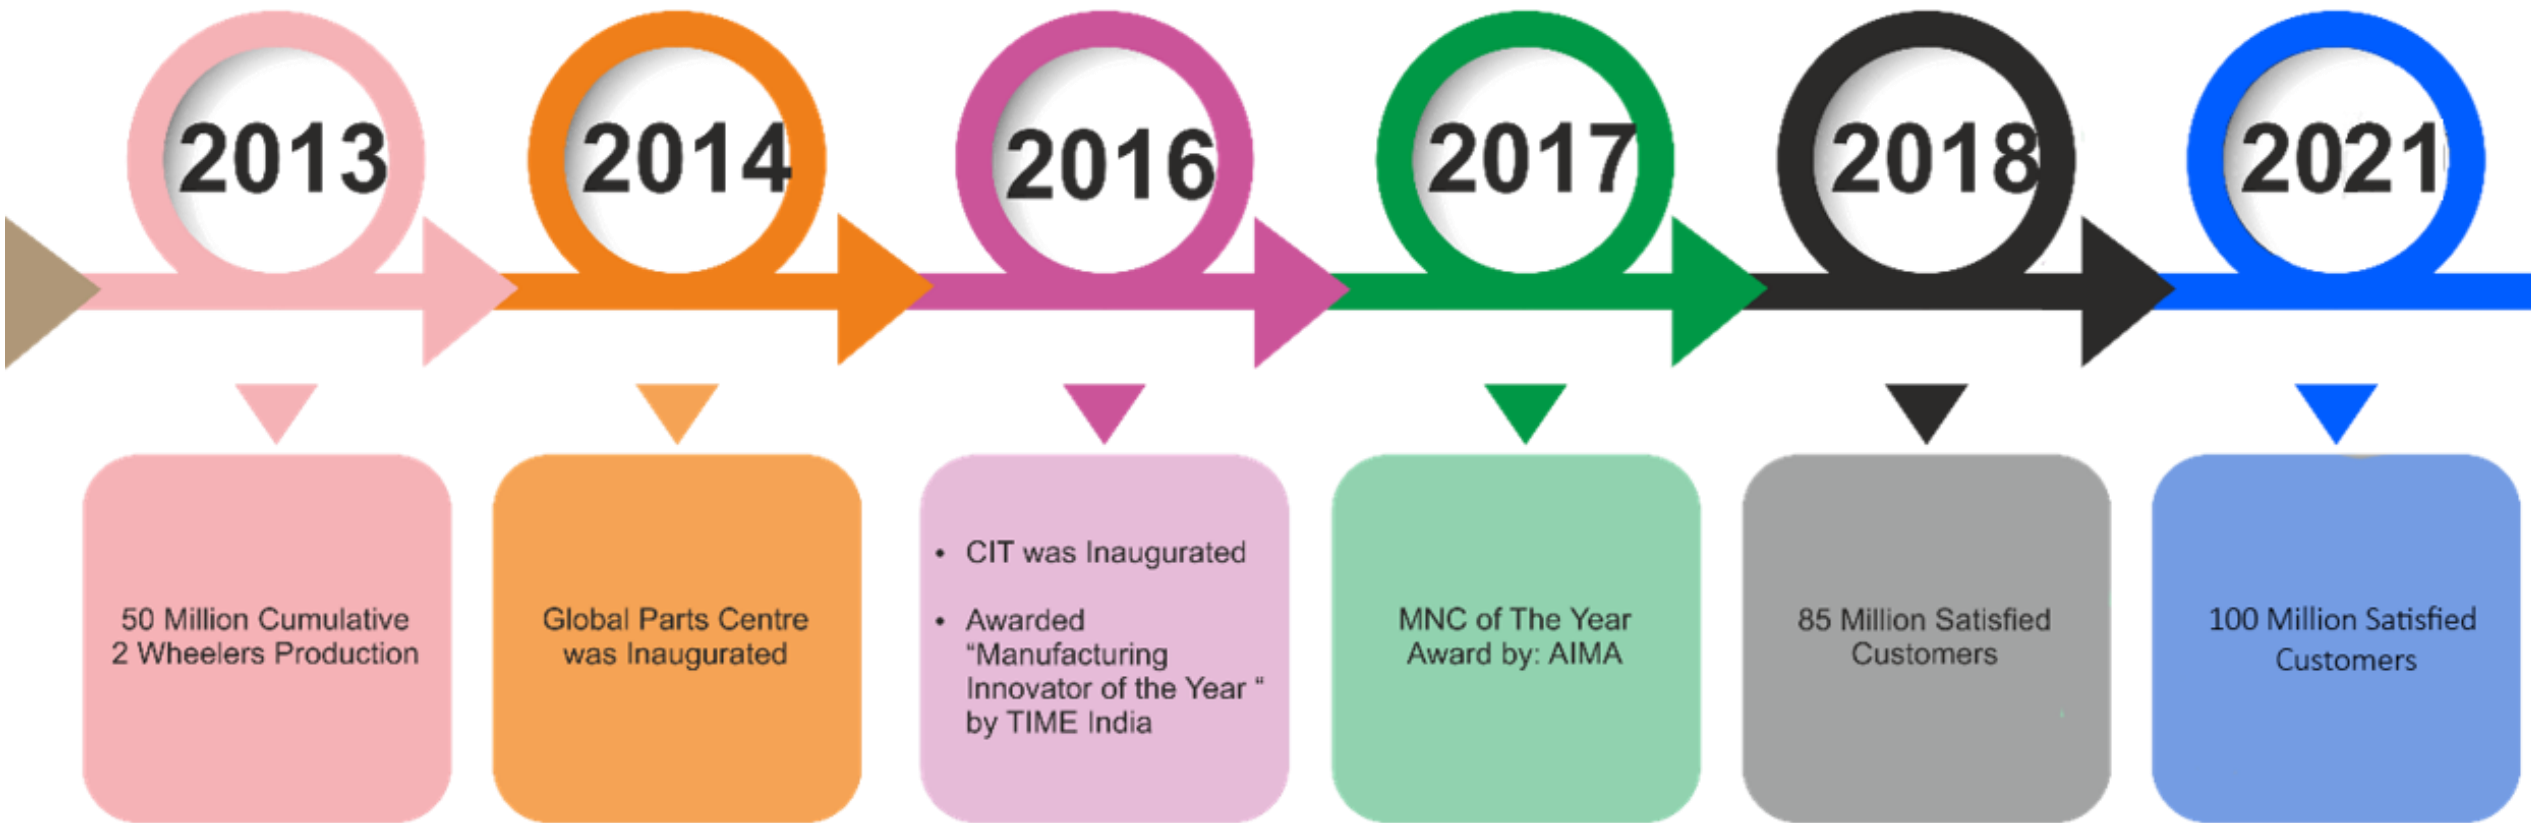 2013
2014
2016
2017
2018
2021
50 Million Cumulative
2 Wheelers Production
Global Parts Centre
was Inaugurated
• CIT was Inaugurated
• Awarded
“Manufacturing
Innovator of the Year “
by TIME India
MNC of The Year
Award by: AIMA
85 Million Satisfied
Customers
100 Million Satisfied
Customers